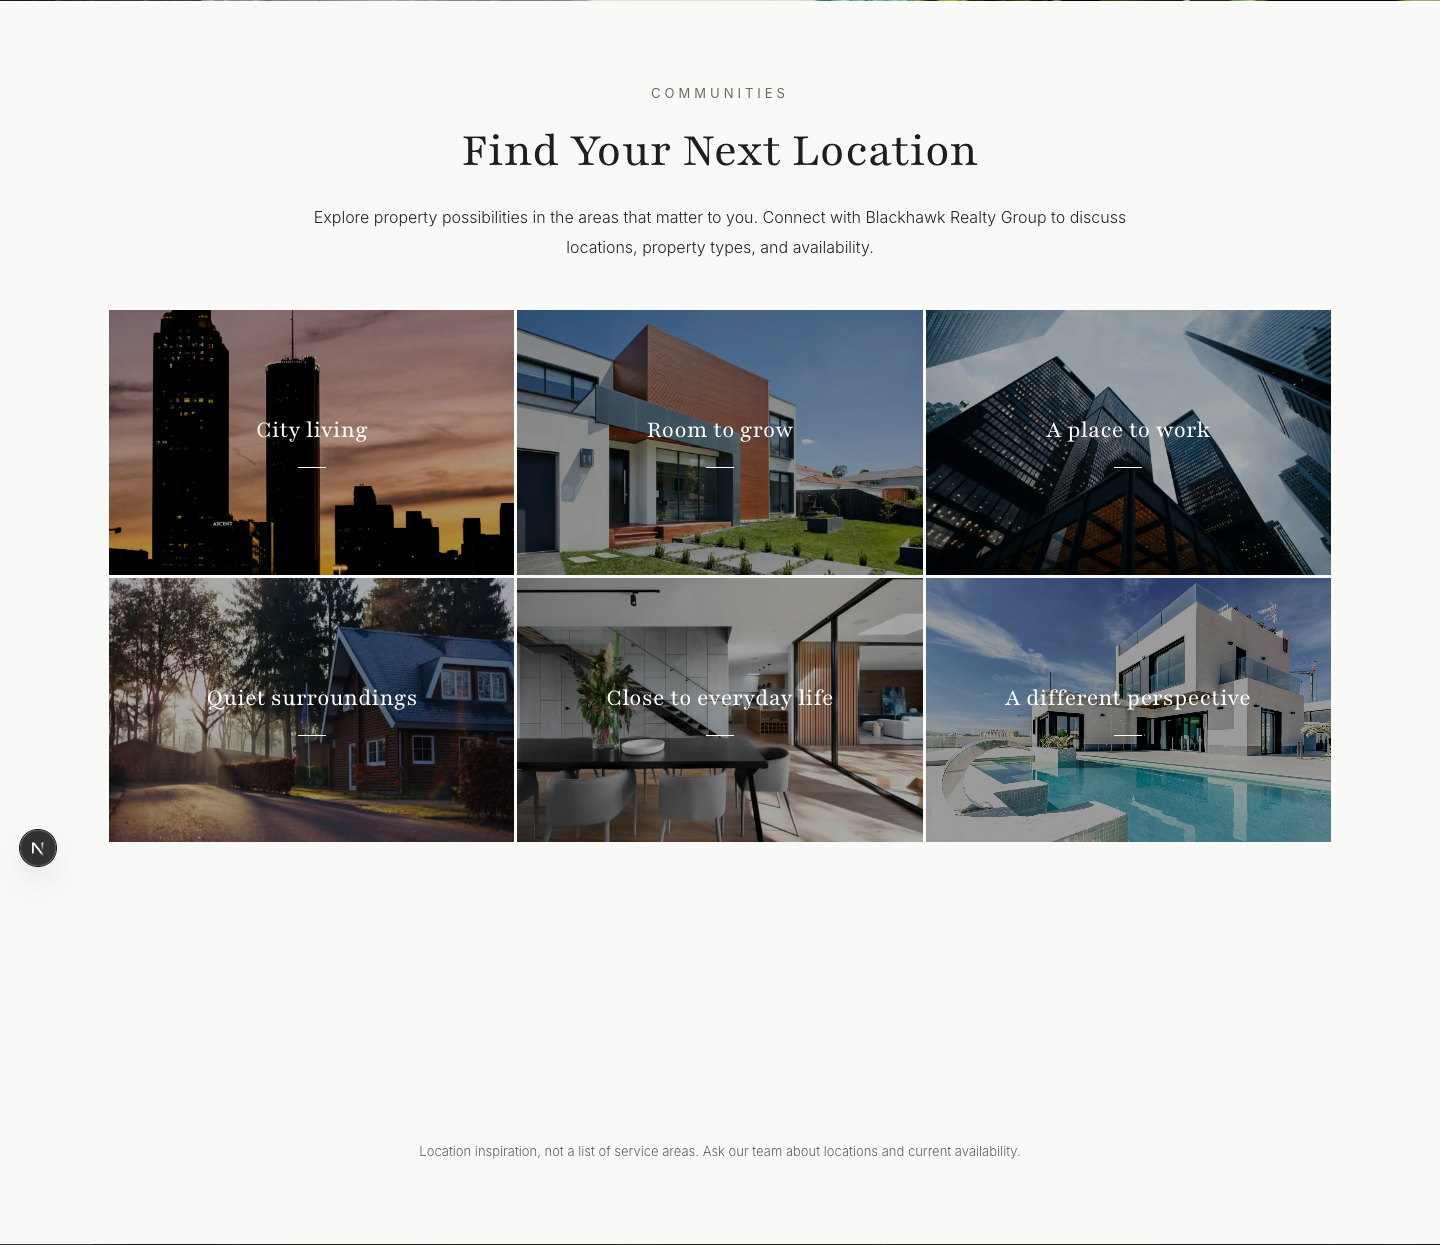 COMMUNITIES
Find Your Next Location
Explore property possibilities in the areas that matter to you. Connect with Blackhawk Realty Group to discuss
locations, property types, and availability.
City living
Room to grow
A place to work
ASCENT
Quiet surroundings
Close to everyday life
A different perspective
N
Location inspiration, not a list of service areas. Ask our team about locations and current availability.